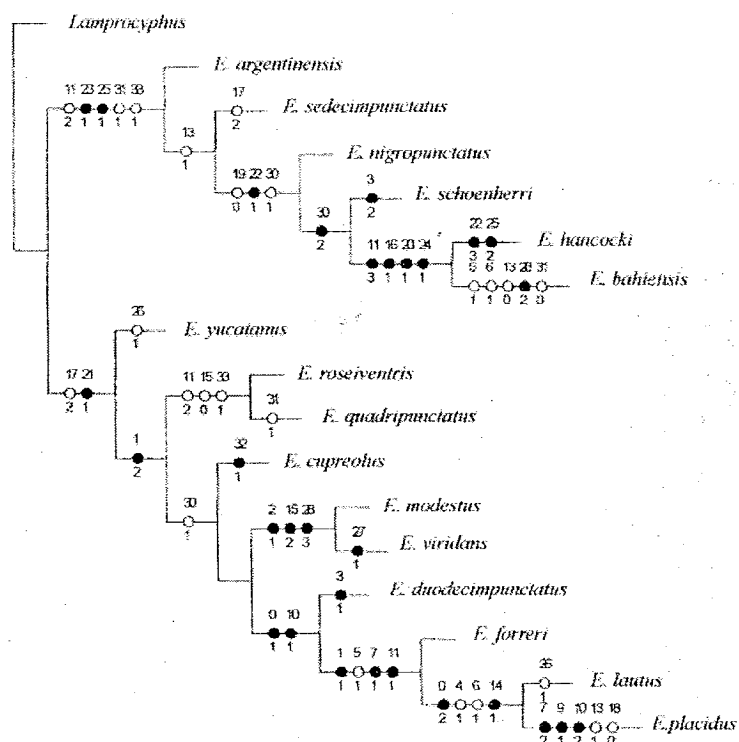 Lamprocyphus
E. argentinensis
11 23 25 31 33
2 1 1 1 1
17
E. sedecimpunctatus
2
13
1
E. nigropunctatus
19 22 30
0 1 1
3
E. schoenherri
2
30
2
22 25
E. hancocki
3 2
11 16 20 24
3 1 1 1
5 6 13 28 31
E. bahiensis
1 1 0 2 0
E. yucatanus
1
17 21
2 1
E. roseiventris
11 15 33
2 0 1
31
E. quadripunctatus
1
1
2
32
E. cupreolus
1
30
1
E. modestus
2 15 28
1 2 3
E. viridans
27
1
3
E. duodecimpunctatus
1
0 10
1 1
E. forreri
1 5 7 11
1 1 1 1
E. lautus
1
0 4 6 14
2 1 1 1
7 9 10 13 18
E.placidus
2 1 2 1 0